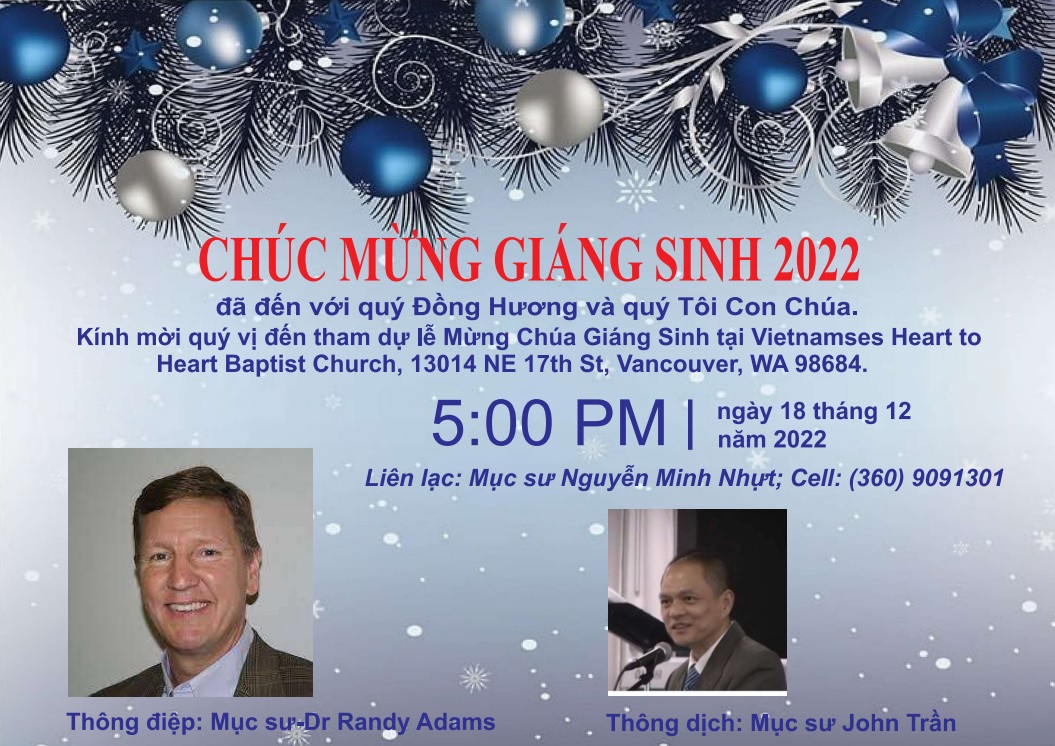 CHÚC MỪNG GIÁNG SINH 2022
đã đến với quý Đồng Hương và quý Tôi Con Chúa.
Kính mời quý vị đến tham dự lễ Mừng Chúa Giáng Sinh tại Vietnamses Heart to
Heart Baptist Church, 13014 NE 17th St, Vancouver, WA 98684.
5:00 PM | ngày 18 tháng 12
năm 2022
Liên lạc: Mục sư Nguyễn Minh Nhựt; Cell: (360) 9091301
Thông điệp: Mục sư-Dr Randy Adams
Thông dịch: Mục sư John Trần